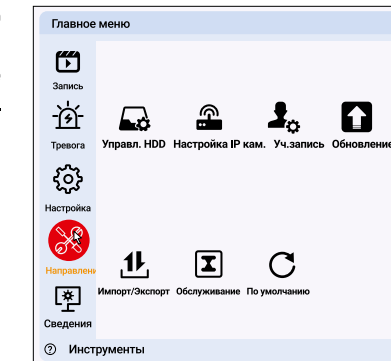 Главное меню
Запись
Тревога
Управл. HDD Настройка IP кам. Уч.запись Обновление
Настройка
Направлени
Импорт/Экспорт Обслуживание По умолчанию
Сведения
Инструменты